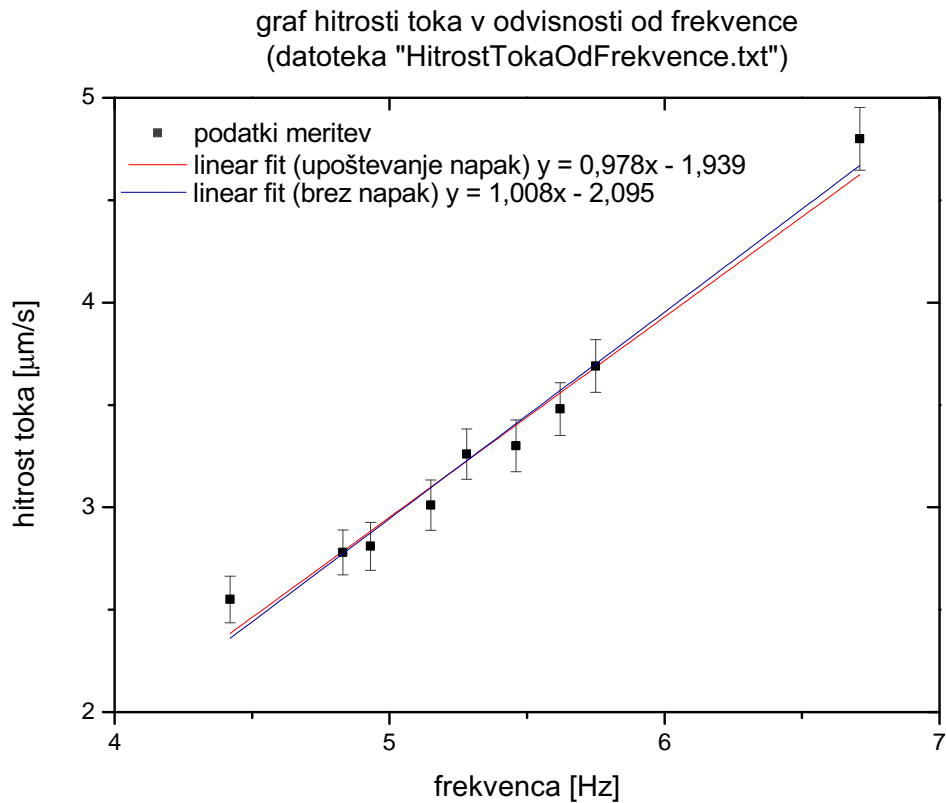 graf hitrosti toka v odvisnosti od frekvence
(datoteka "HitrostTokaOdFrekvence.txt")
podatki meritev
linear fit (upoštevanje napak) y = 0,978x - 1,939
linear fit (brez napak) y = 1,008x - 2,095
hitrost toka [μm/s]
5
4
3
2
4
5
6
7
frekvenca [Hz]